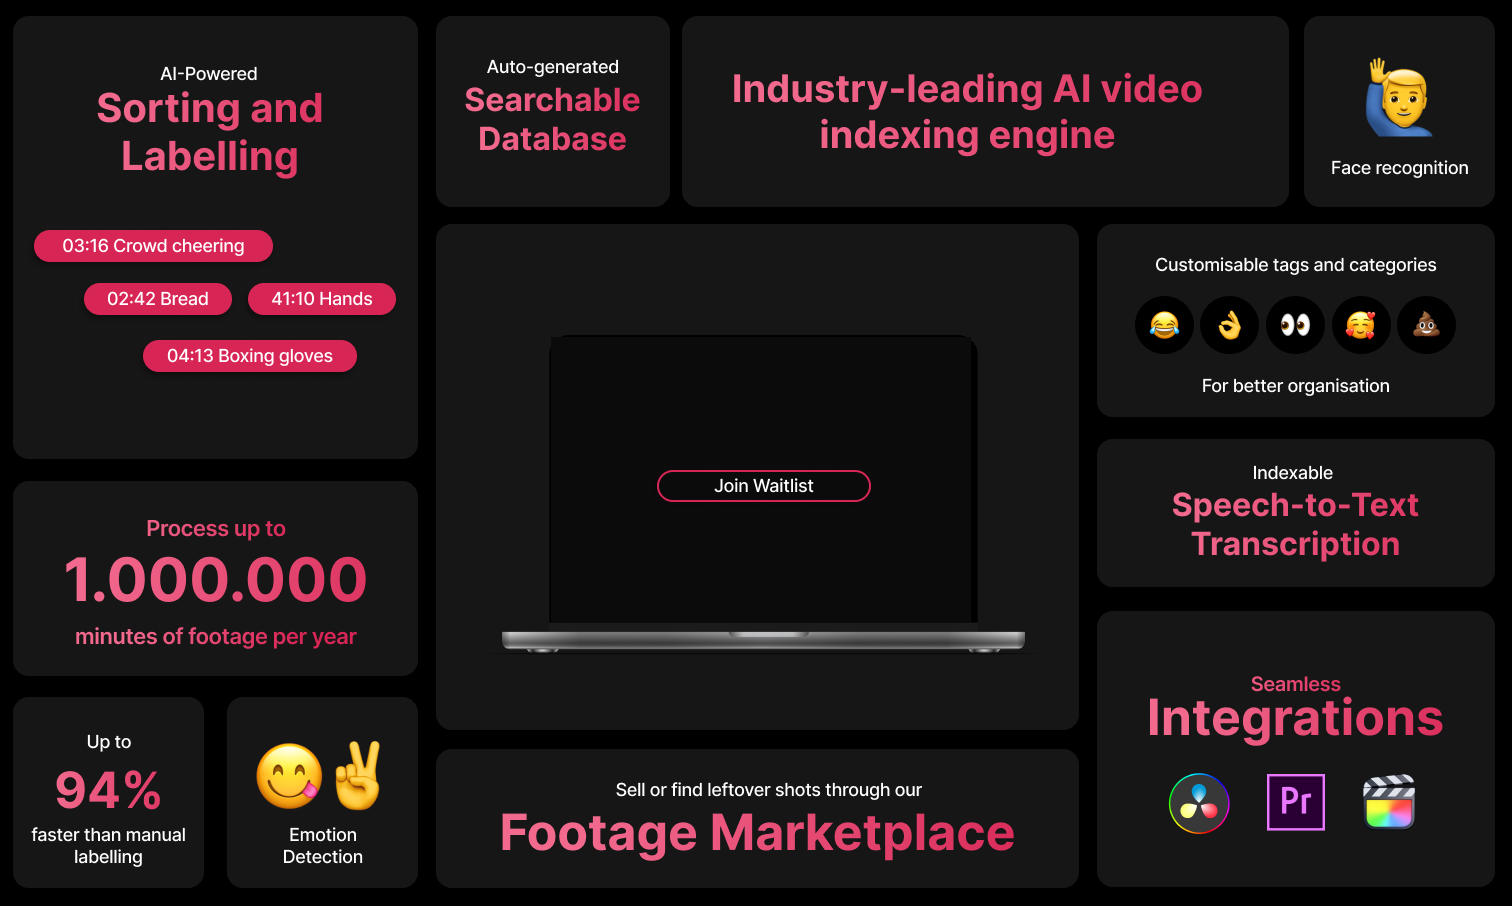 AI-Powered
Sorting and
Labelling
03:16 Crowd cheering
02:42 Bread
41:10 Hands
04:13 Boxing gloves
Auto-generated
Searchable
Database
Industry-leading AI video
indexing engine
Face recognition
Join Waitlist
Customisable tags and categories
For better organisation
Indexable
Speech-to-Text
Transcription
Process up to
1.000.000
minutes of footage per year
Up to
94%
faster than manual
labelling
Emotion
Detection
Sell or find leftover shots through our
Footage Marketplace
Seamless
Integrations
Pr